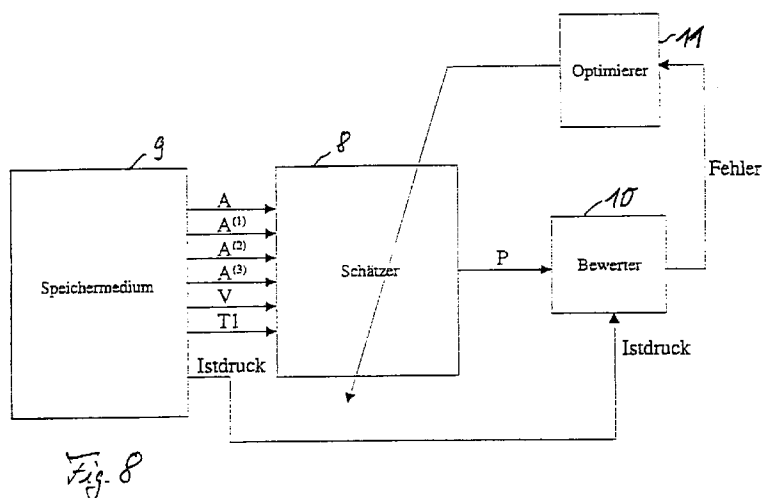 11
Optimierer
Fehler
9
8
10
A
A(1)
A(2)
A(3)
V
T1
Speichermedium
Schätzer
P
Bewerter
Istdruck
Istdruck
Fig. 8